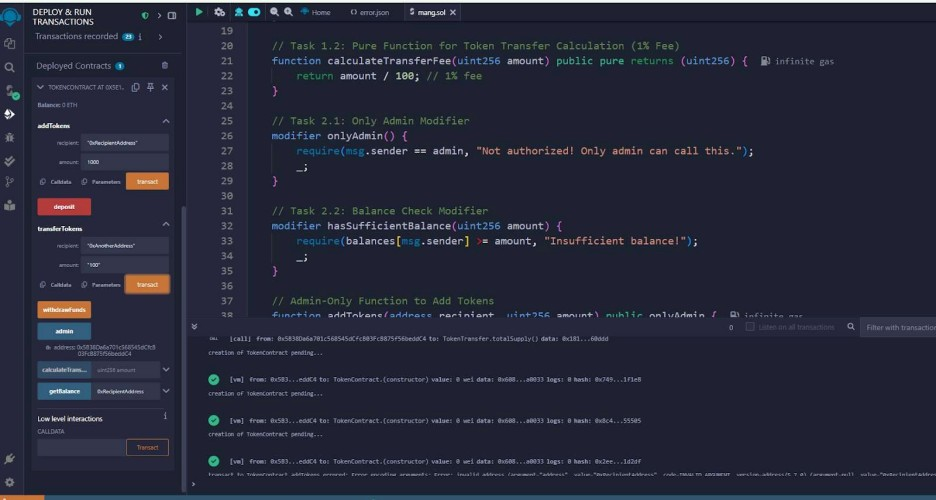 DEPLOY & RUN
TRANSACTIONS
Transactions recorded 23 i >
Deployed Contracts 1
TOKENCONTRACT AT 0X5E1...
Balance: 0 ETH
addTokens
recipient: "0xRecipientAddress"
amount: 1000
Calldata Parameters transact
deposit
transferTokens
recipient: "0xAnotherAddress"
amount: "100"
Calldata Parameters transact
withdrawFunds
admin
0: address: 0x5B38Da6a701c568545dCfcB
03FcB875f56beddC4
calculateTrans... uint256 amount
getBalance 0xRecipientAddress
Low level interactions i
CALLDATA
Transact
Home error.json mang.sol
19
20 // Task 1.2: Pure Function for Token Transfer Calculation (1% Fee)
21 function calculateTransferFee(uint256 amount) public pure returns (uint256) { infinite gas
22 return amount / 100; // 1% fee
23 }
24
25 // Task 2.1: Only Admin Modifier
26 modifier onlyAdmin() {
27 require(msg.sender == admin, "Not authorized! Only admin can call this.");
28 _;
29 }
30
31 // Task 2.2: Balance Check Modifier
32 modifier hasSufficientBalance(uint256 amount) {
33 require(balances[msg.sender] >= amount, "Insufficient balance!");
34 _;
35 }
36
37 // Admin-Only Function to Add Tokens
38 function addTokens(address recipient, uint256 amount) public onlyAdmin { infinite gas
0 Listen on all transactions Filter with transaction
[call] from: 0x5B38Da6a701c568545dCfcB03FcB875f56beddC4 to: TokenTransfer.totalSupply() data: 0x181...60ddd
creation of TokenContract pending...
[vm] from: 0x5B3...eddC4 to: TokenContract.(constructor) value: 0 wei data: 0x608...a0033 logs: 0 hash: 0x749...1f1e8
creation of TokenContract pending...
[vm] from: 0x5B3...eddC4 to: TokenContract.(constructor) value: 0 wei data: 0x608...a0033 logs: 0 hash: 0x8c4...55505
creation of TokenContract pending...
[vm] from: 0x5B3...eddC4 to: TokenContract.(constructor) value: 0 wei data: 0x608...a0033 logs: 0 hash: 0x2ee...1d2df
transact to TokenContract.addTokens errored: Error encoding arguments: Error: invalid address (argument="address", value="0xRecipientAddress", code=INVALID_ARGUMENT, version=address/5.7.0) (argument=null, value="0xRecipientAddress